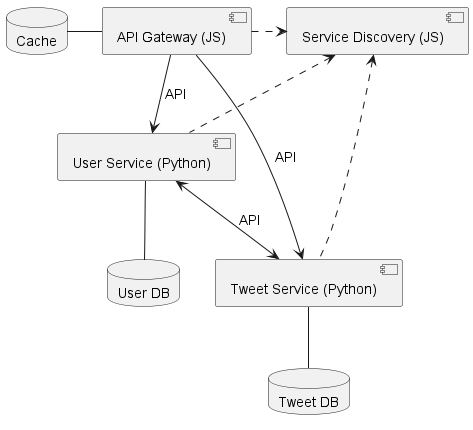 Cache
API Gateway (JS)
Service Discovery (JS)
API
User Service (Python)
API
API
User DB
Tweet Service (Python)
Tweet DB